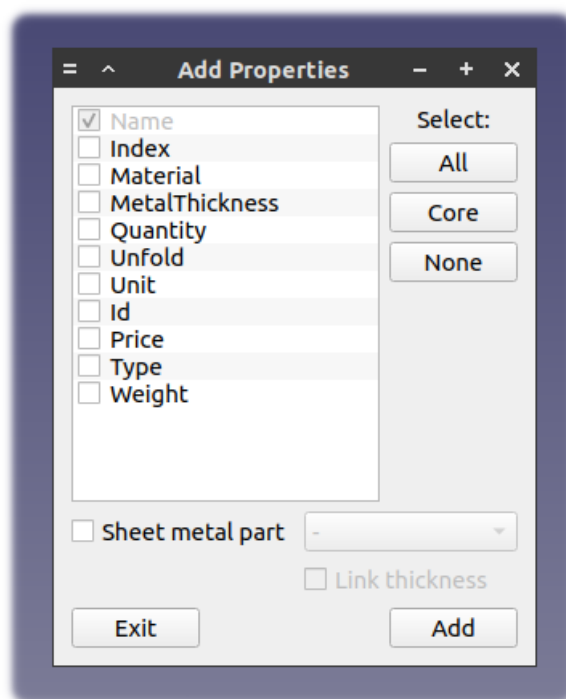 Add Properties
Name
Index
Material
MetalThickness
Quantity
Unfold
Unit
Id
Price
Type
Weight
Select:
All
Core
None
Sheet metal part
-
Link thickness
Exit
Add